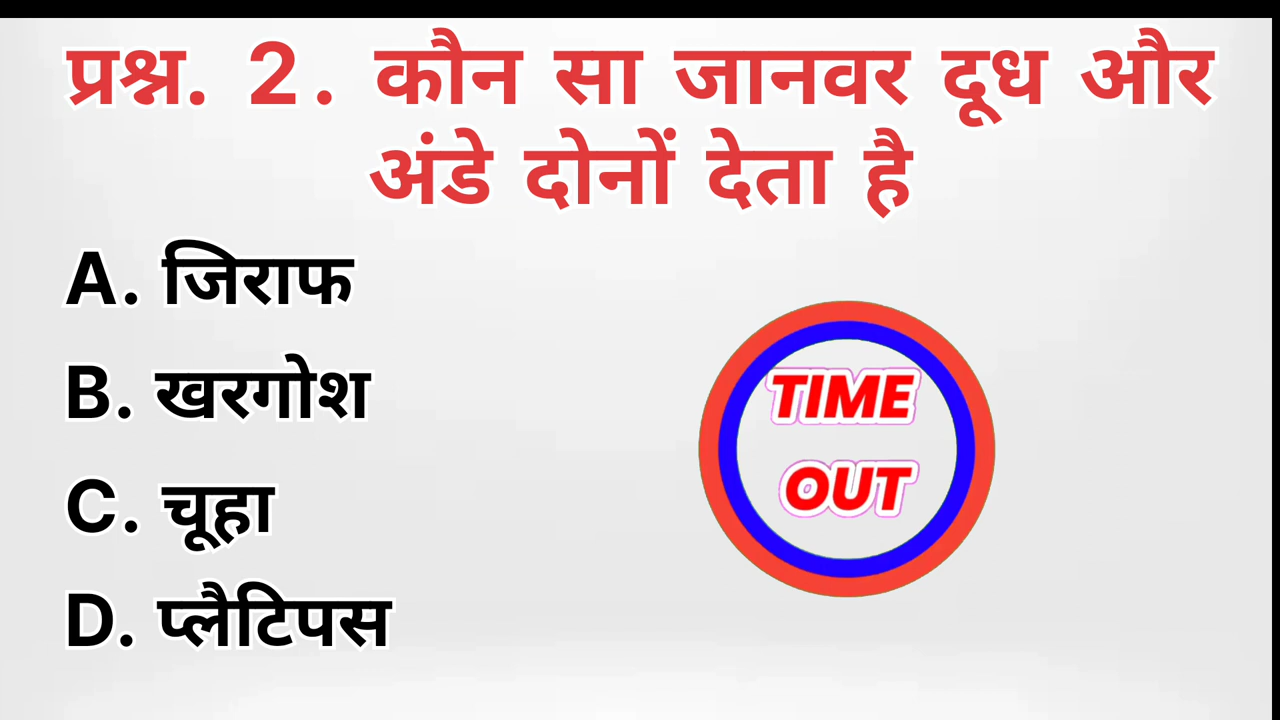 प्रश्न. 2. कौन सा जानवर दूध और
अंडे दोनों देता है
A. जिराफ
B. खरगोश
C. चूहा
D. प्लैटिपस
TIME
OUT